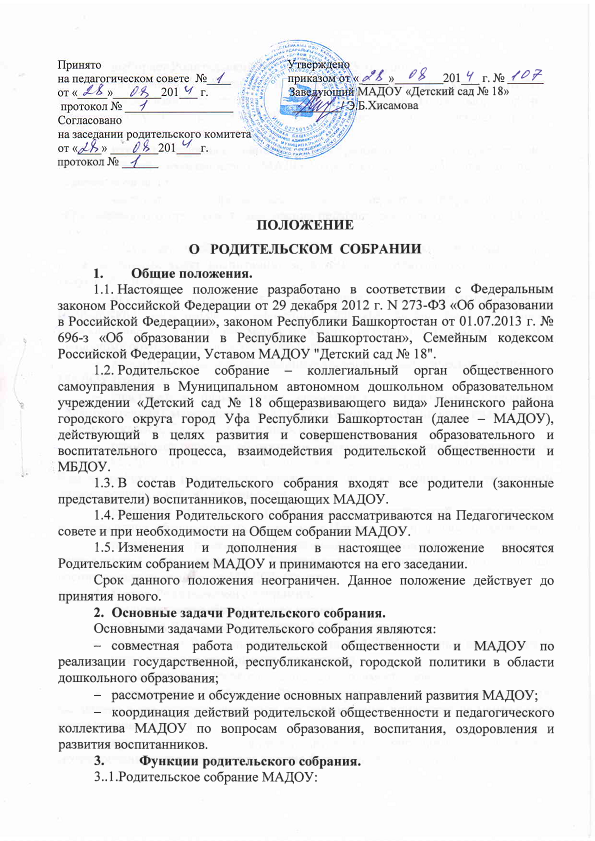 Принято
на педагогическом совете № 1
от « 28 » 08 2014 г.
протокол № 1
Согласовано
на заседании родительского комитета
от «28 » 08 2014 г.
протокол № 1
Утверждено
приказом от « 28 » 08 2014 г. № 107
Заведующий МАДОУ «Детский сад № 18»
Э.Б.Хисамова
ПОЛОЖЕНИЕ
О РОДИТЕЛЬСКОМ СОБРАНИИ
1. Общие положения.
1.1. Настоящее положение разработано в соответствии с Федеральным
законом Российской Федерации от 29 декабря 2012 г. N 273-ФЗ «Об образовании
в Российской Федерации», законом Республики Башкортостан от 01.07.2013 г. №
696-з «Об образовании в Республике Башкортостан», Семейным кодексом
Российской Федерации, Уставом МАДОУ "Детский сад № 18".
1.2. Родительское собрание – коллегиальный орган общественного
самоуправления в Муниципальном автономном дошкольном образовательном
учреждении «Детский сад № 18 общеразвивающего вида» Ленинского района
городского округа город Уфа Республики Башкортостан (далее – МАДОУ),
действующий в целях развития и совершенствования образовательного и
воспитательного процесса, взаимодействия родительской общественности и
МБДОУ.
1.3. В состав Родительского собрания входят все родители (законные
представители) воспитанников, посещающих МАДОУ.
1.4. Решения Родительского собрания рассматриваются на Педагогическом
совете и при необходимости на Общем собрании МАДОУ.
1.5. Изменения и дополнения в настоящее положение вносятся
Родительским собранием МАДОУ и принимаются на его заседании.
Срок данного положения неограничен. Данное положение действует до
принятия нового.
2. Основные задачи Родительского собрания.
Основными задачами Родительского собрания являются:
– совместная работа родительской общественности и МАДОУ по
реализации государственной, республиканской, городской политики в области
дошкольного образования;
– рассмотрение и обсуждение основных направлений развития МАДОУ;
– координация действий родительской общественности и педагогического
коллектива МАДОУ по вопросам образования, воспитания, оздоровления и
развития воспитанников.
3. Функции родительского собрания.
3..1.Родительское собрание МАДОУ: